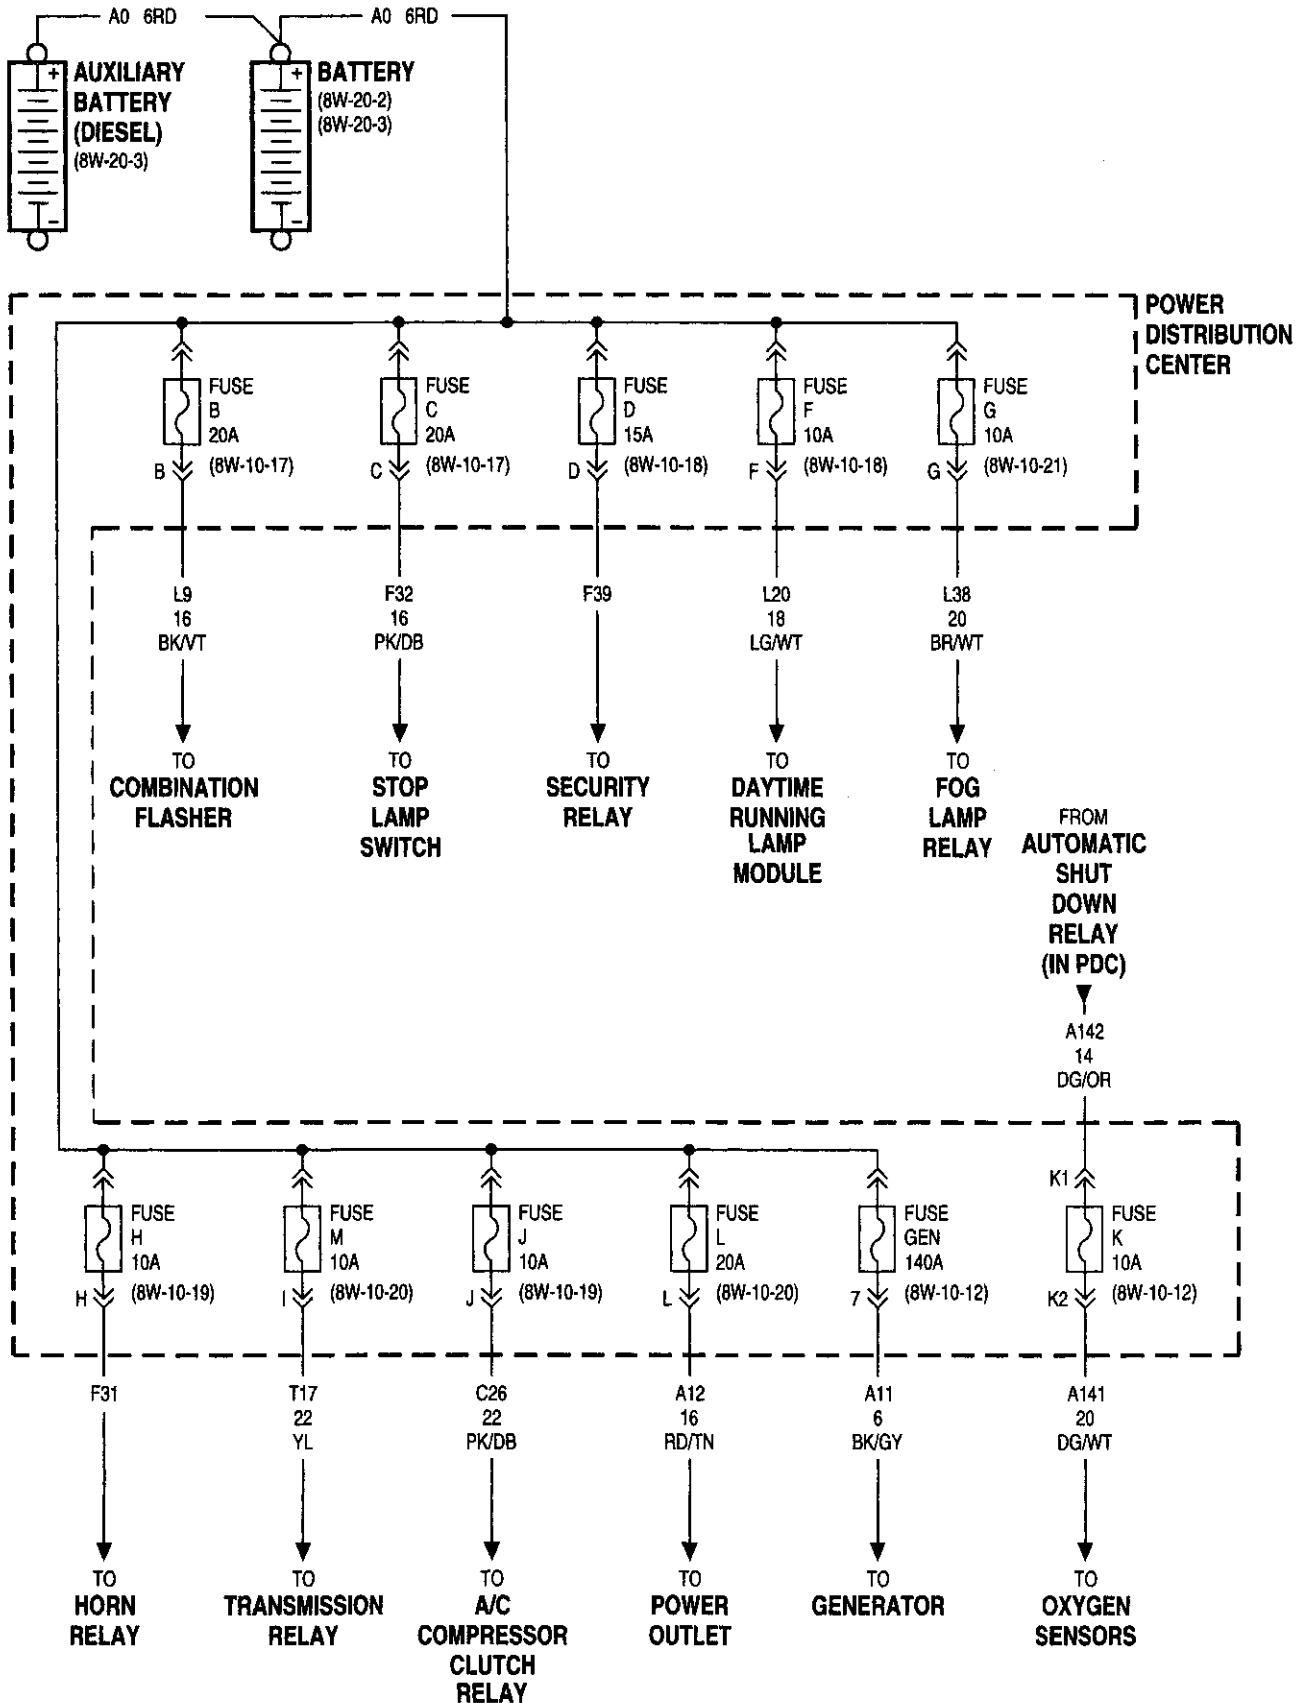 A0 6RD
A0 6RD
+
AUXILIARY
BATTERY
(DIESEL)
(8W-20-3)
−
+
BATTERY
(8W-20-2)
(8W-20-3)
−
POWER
DISTRIBUTION
CENTER
FUSE
B
20A
(8W-10-17)
B
FUSE
C
20A
(8W-10-17)
C
FUSE
D
15A
(8W-10-18)
D
FUSE
F
10A
(8W-10-18)
F
FUSE
G
10A
(8W-10-21)
G
L9
16
BK/VT
F32
16
PK/DB
F39
L20
18
LG/WT
L38
20
BR/WT
TO
COMBINATION
FLASHER
TO
STOP
LAMP
SWITCH
TO
SECURITY
RELAY
TO
DAYTIME
RUNNING
LAMP
MODULE
TO
FOG
LAMP
RELAY
FROM
AUTOMATIC
SHUT
DOWN
RELAY
(IN PDC)
A142
14
DG/OR
K1
FUSE
H
10A
(8W-10-19)
H
FUSE
M
10A
(8W-10-20)
I
FUSE
J
10A
(8W-10-19)
J
FUSE
L
20A
(8W-10-20)
L
FUSE
GEN
140A
(8W-10-12)
7
FUSE
K
10A
(8W-10-12)
K2
F31
T17
22
YL
C26
22
PK/DB
A12
16
RD/TN
A11
6
BK/GY
A141
20
DG/WT
TO
HORN
RELAY
TO
TRANSMISSION
RELAY
TO
A/C
COMPRESSOR
CLUTCH
RELAY
TO
POWER
OUTLET
TO
GENERATOR
TO
OXYGEN
SENSORS